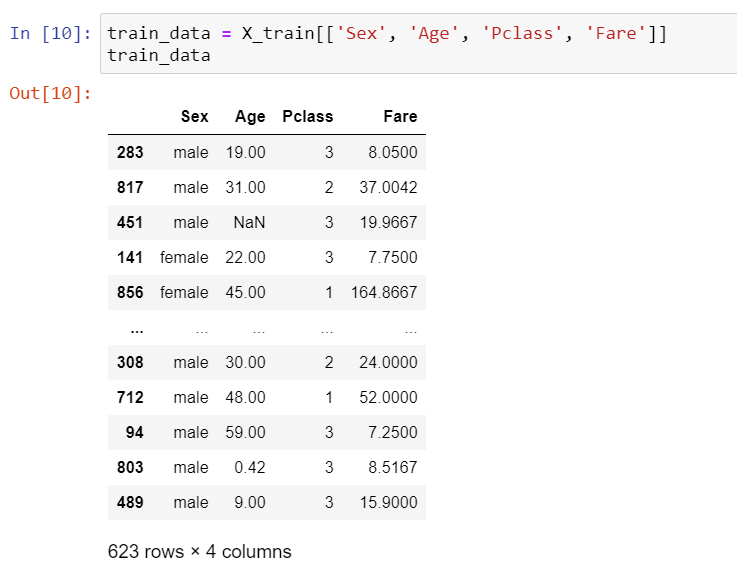 In [10]: train_data = X_train[['Sex', 'Age', 'Pclass', 'Fare']]
train_data
Out[10]:
Sex Age Pclass Fare
283 male 19.00 3 8.0500
817 male 31.00 2 37.0042
451 male NaN 3 19.9667
141 female 22.00 3 7.7500
856 female 45.00 1 164.8667
... ... ... ... ...
308 male 30.00 2 24.0000
712 male 48.00 1 52.0000
94 male 59.00 3 7.2500
803 male 0.42 3 8.5167
489 male 9.00 3 15.9000
623 rows × 4 columns